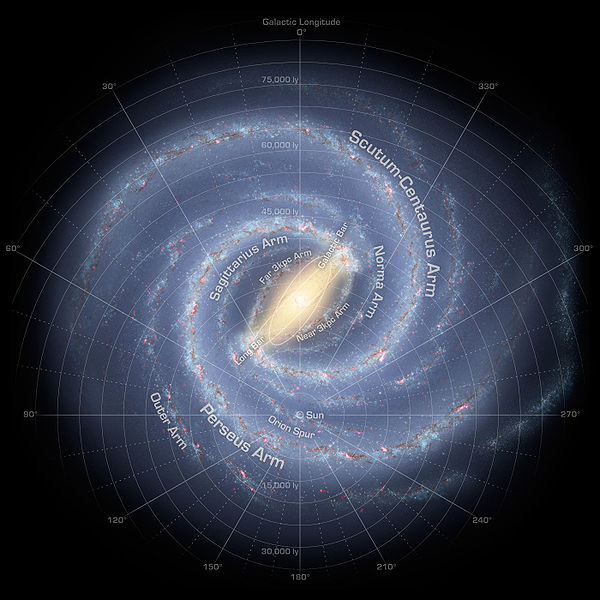 Galactic Longitude
0°
30°
330°
75,000 ly
60,000 ly
Scutum-Centaurus Arm
45,000 ly
60°
300°
Sagittarius Arm
Far 3kpc Arm
Galactic Bar
Norma Arm
Near 3kpc Arm
Long Bar
90°
270°
Outer Arm
Perseus Arm
Sun
Orion Spur
15,000 ly
120°
240°
30,000 ly
150°
210°
180°